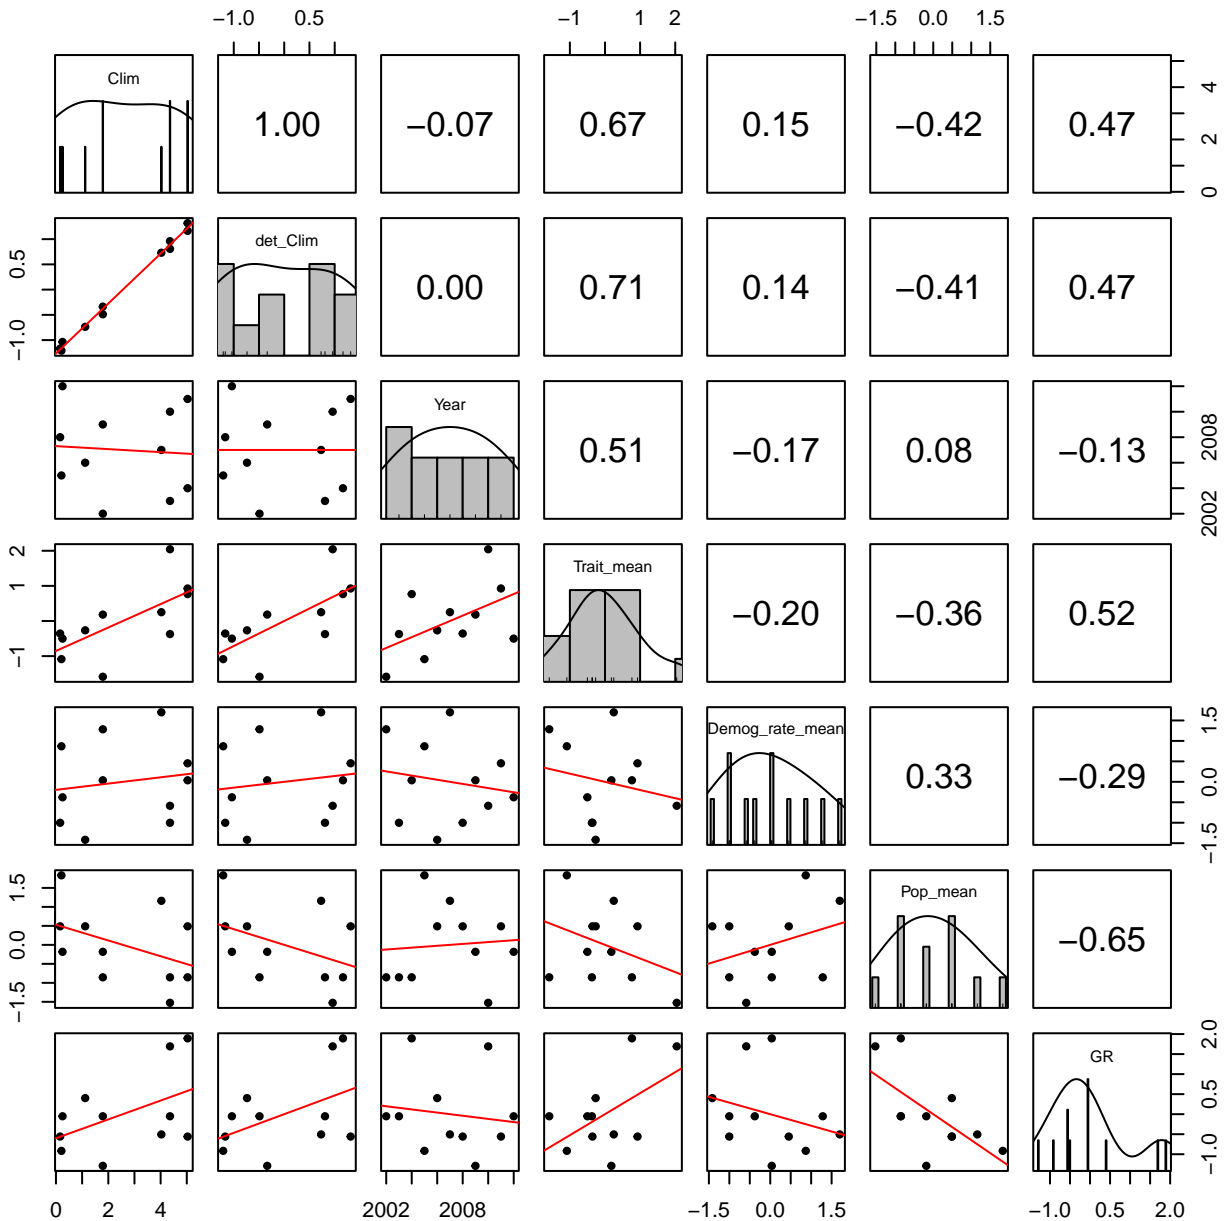 −1.0 0.5 −1 1 2 −1.5 0.0 1.5
Clim 1.00 −0.07 0.67 0.15 −0.42 0.47 0 2 4
−1.0 0.5 det_Clim 0.00 0.71 0.14 −0.41 0.47
Year 0.51 −0.17 0.08 −0.13 2002 2008
−1 1 2 Trait_mean −0.20 −0.36 0.52
Demog_rate_mean 0.33 −0.29 −1.5 0.0 1.5
−1.5 0.0 1.5 Pop_mean −0.65
GR −1.0 0.5 2.0
0 2 4 2002 2008 −1.5 0.0 1.5 −1.0 0.5 2.0